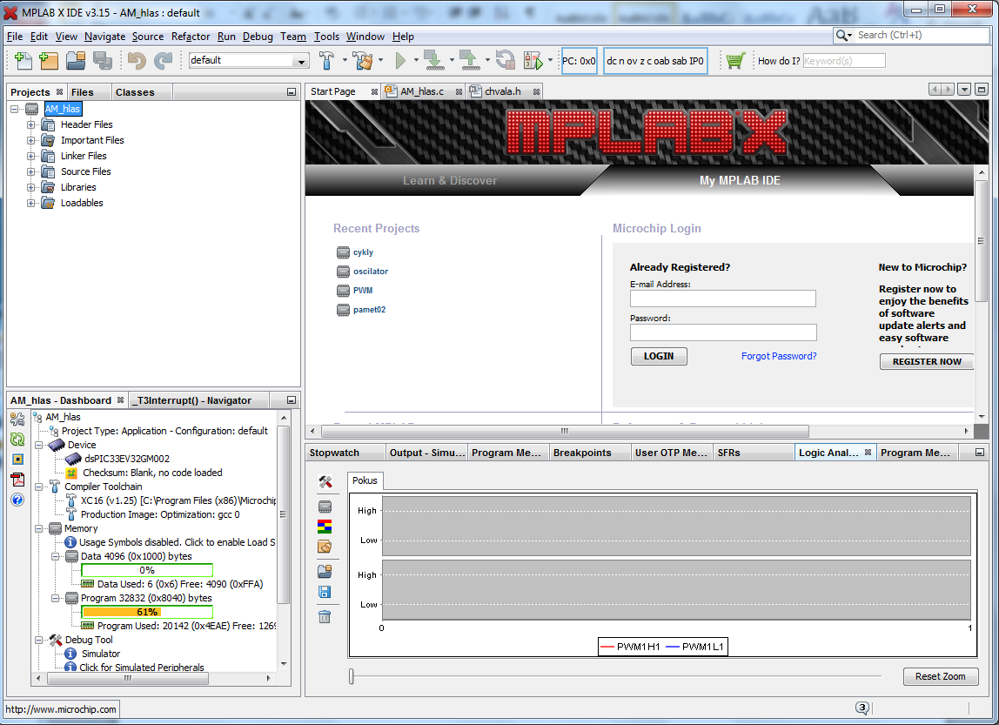 MPLAB X IDE v3.15 - AM_hlas : default
File Edit View Navigate Source Refactor Run Debug Team Tools Window Help
Search (Ctrl+I)
default
PC: 0x0
dc n ov z c oab sab IP0
How do I?
Keyword(s)
Projects
Files
Classes
AM_hlas
Header Files
Important Files
Linker Files
Source Files
Libraries
Loadables
Start Page
AM_hlas.c
chvala.h
MPLAB X
Learn & Discover
My MPLAB IDE
Recent Projects
cykly
oscilator
PWM
pamet02
Microchip Login
Already Registered?
E-mail Address:
Password:
LOGIN
Forgot Password?
New to Microchip?
Register now to
enjoy the benefits
of software
update alerts and
easy software
REGISTER NOW
AM_hlas - Dashboard
_T3Interrupt() - Navigator
AM_hlas
Project Type: Application - Configuration: default
Device
dsPIC33EV32GM002
Checksum: Blank, no code loaded
Compiler Toolchain
XC16 (v1.25) [C:\Program Files (x86)\Microchip
Production Image: Optimization: gcc 0
Memory
Usage Symbols disabled. Click to enable Load S
Data 4096 (0x1000) bytes
0%
Data Used: 6 (0x6) Free: 4090 (0xFFA)
Program 32832 (0x8040) bytes
61%
Program Used: 20142 (0x4EAE) Free: 1269
Debug Tool
Simulator
Click for Simulated Peripherals
Stopwatch
Output - Simu...
Program Me...
Breakpoints
User OTP Me...
SFRs
Logic Anal...
Program Me...
Pokus
High
Low
High
Low
0
1
PWM1H1
PWM1L1
Reset Zoom
http://www.microchip.com
3